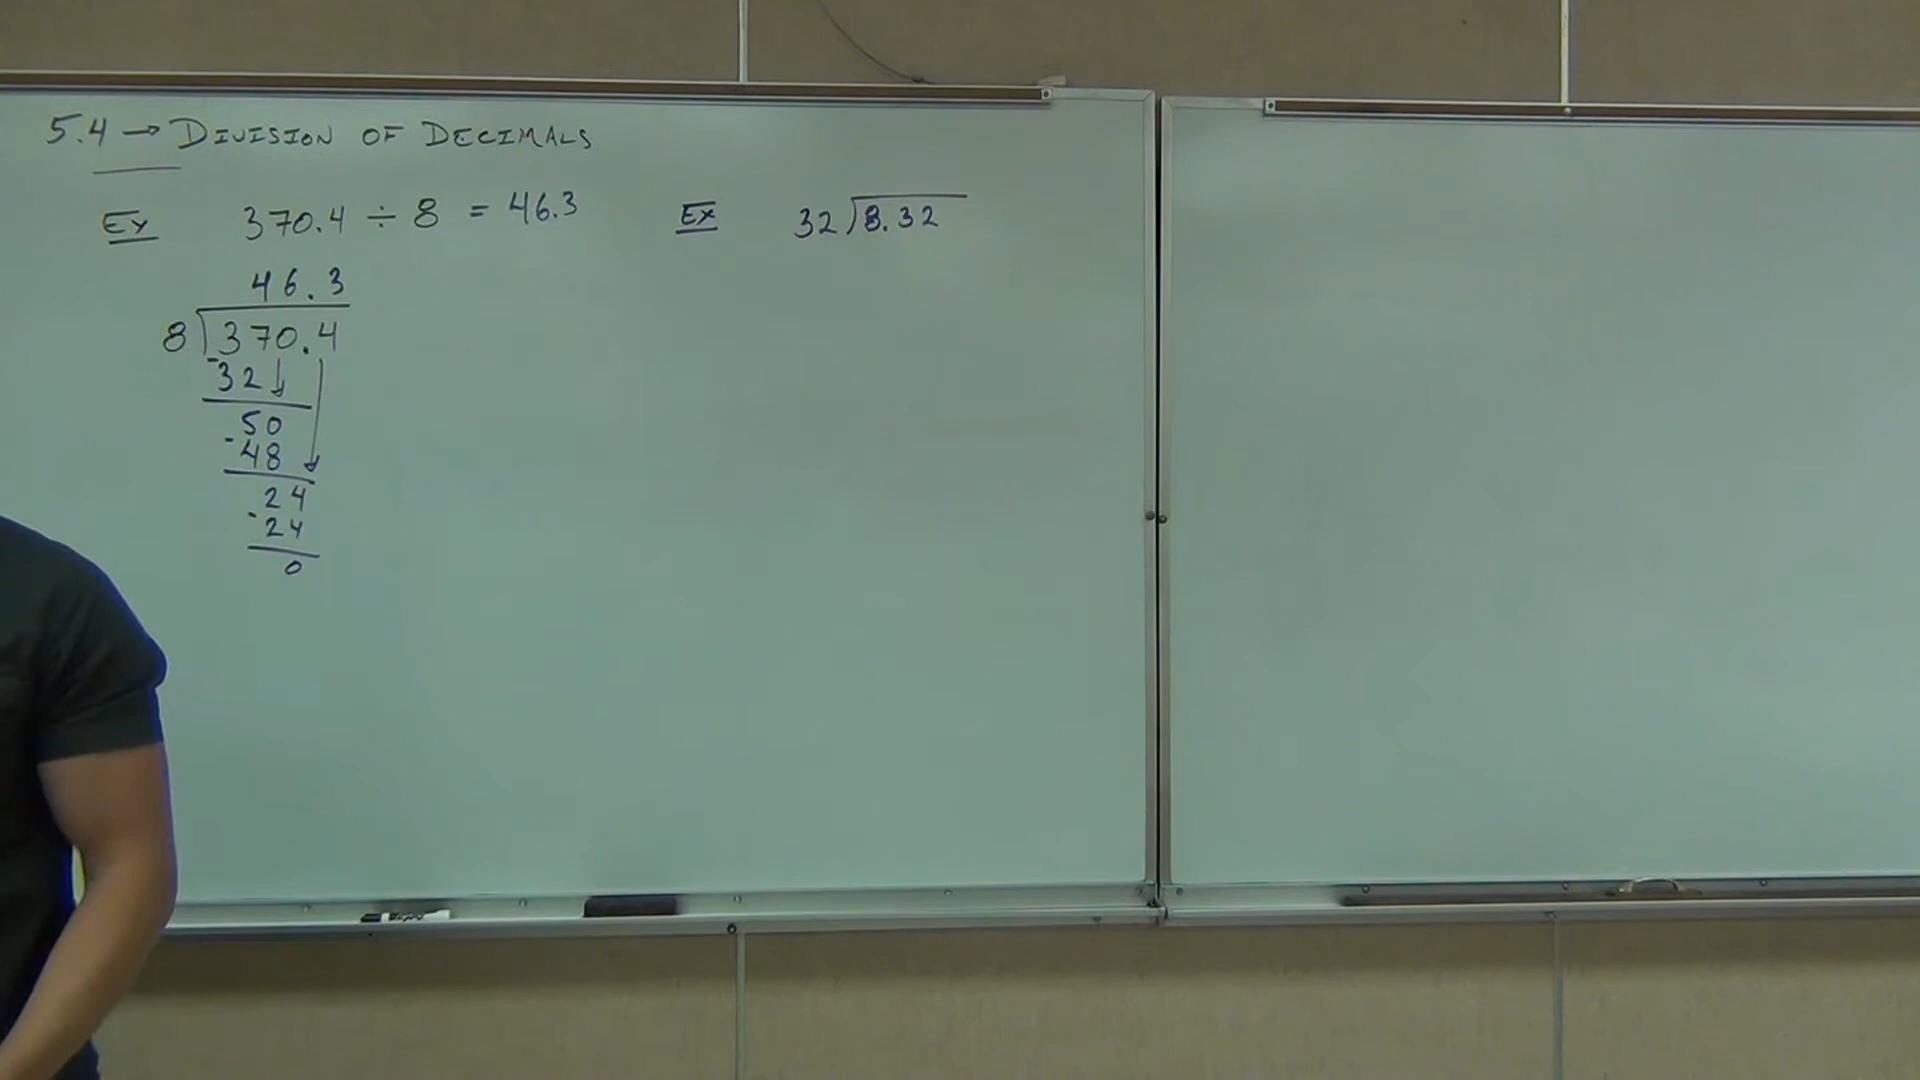 5.4 → DIVISION OF DECIMALS
Ex 370.4 ÷ 8 = 46.3
46.3
8)370.4
-32
50
-48
24
-24
0
Ex 32)8.32